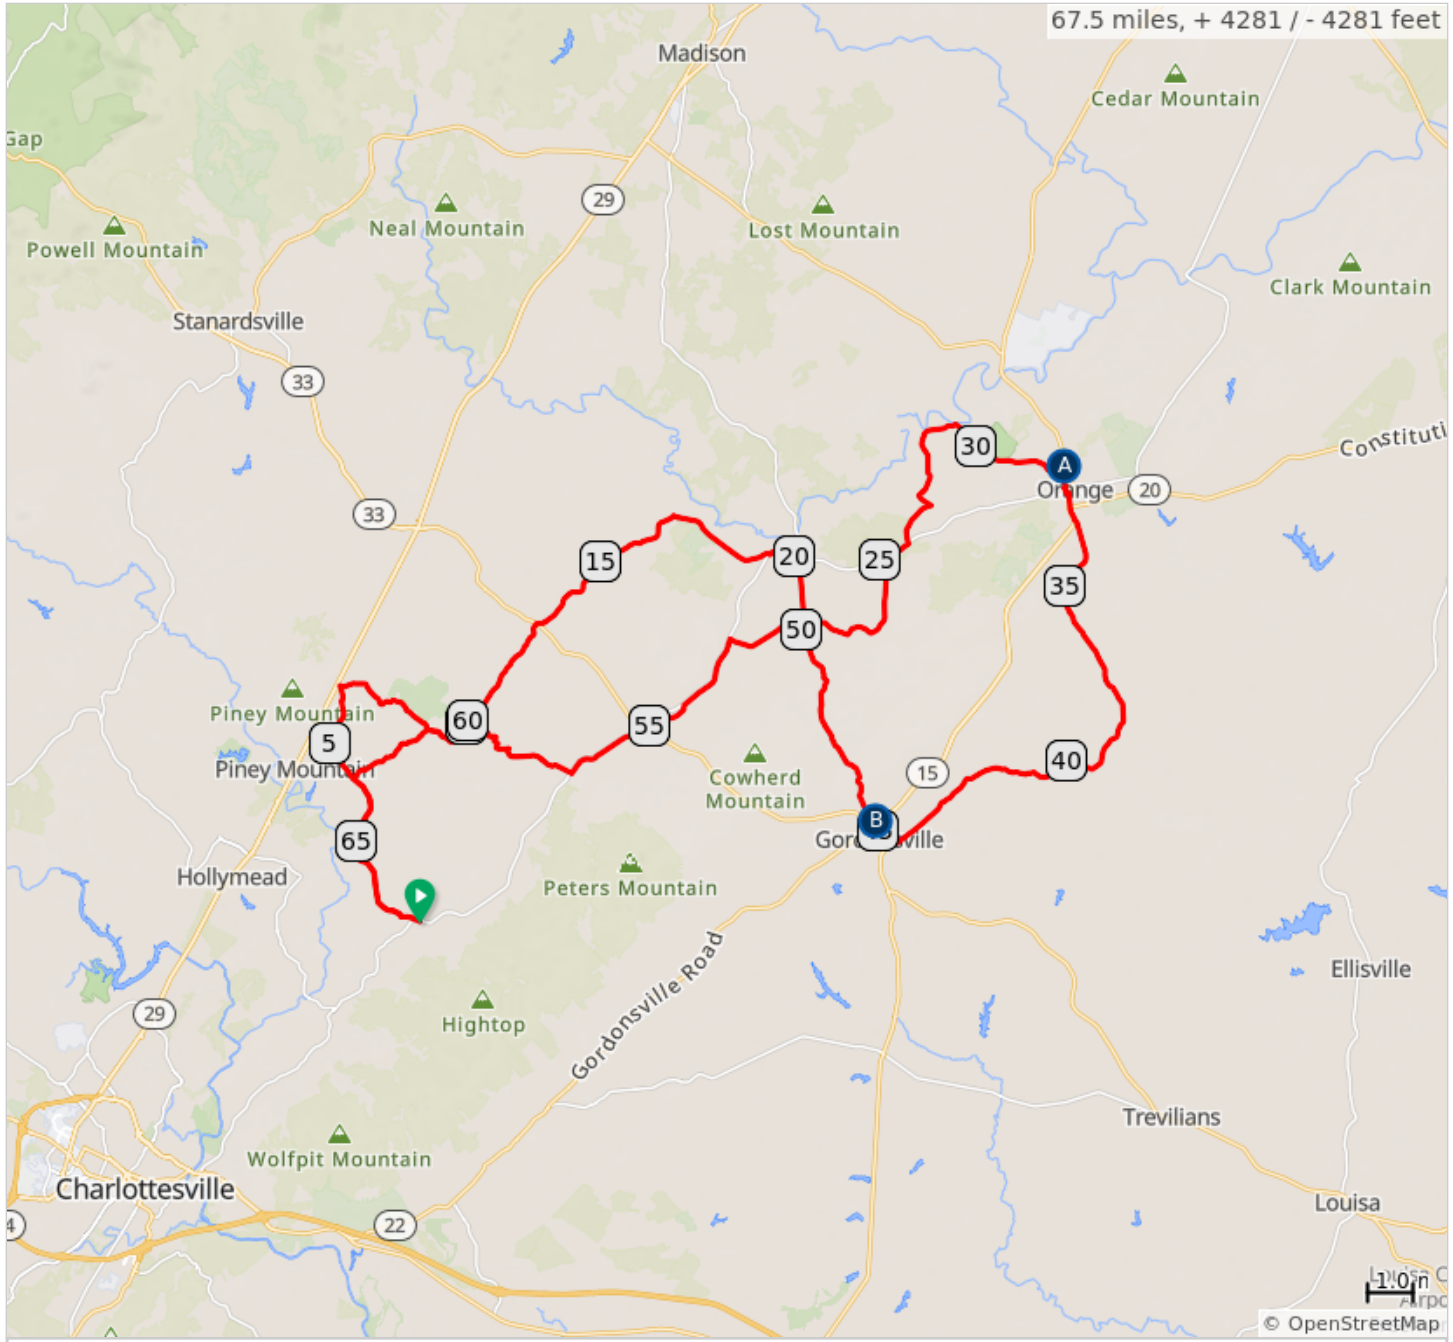 67.5 miles, + 4281 / - 4281 feet
Madison
Cedar Mountain
Gap
29
Neal Mountain
Lost Mountain
Powell Mountain
Clark Mountain
Stanardsville
33
30
A
Constituti
Orange
20
33
15
20
25
35
50
Piney Mountain
60
55
5
Piney Mountain
40
Cowherd
Mountain
15
B
65
Hollymead
Peters Mountain
Ellisville
29
Hightop
Gordonsville Road
Trevilians
Wolfpit Mountain
Charlottesville
Louisa
4
22
© OpenStreetMap